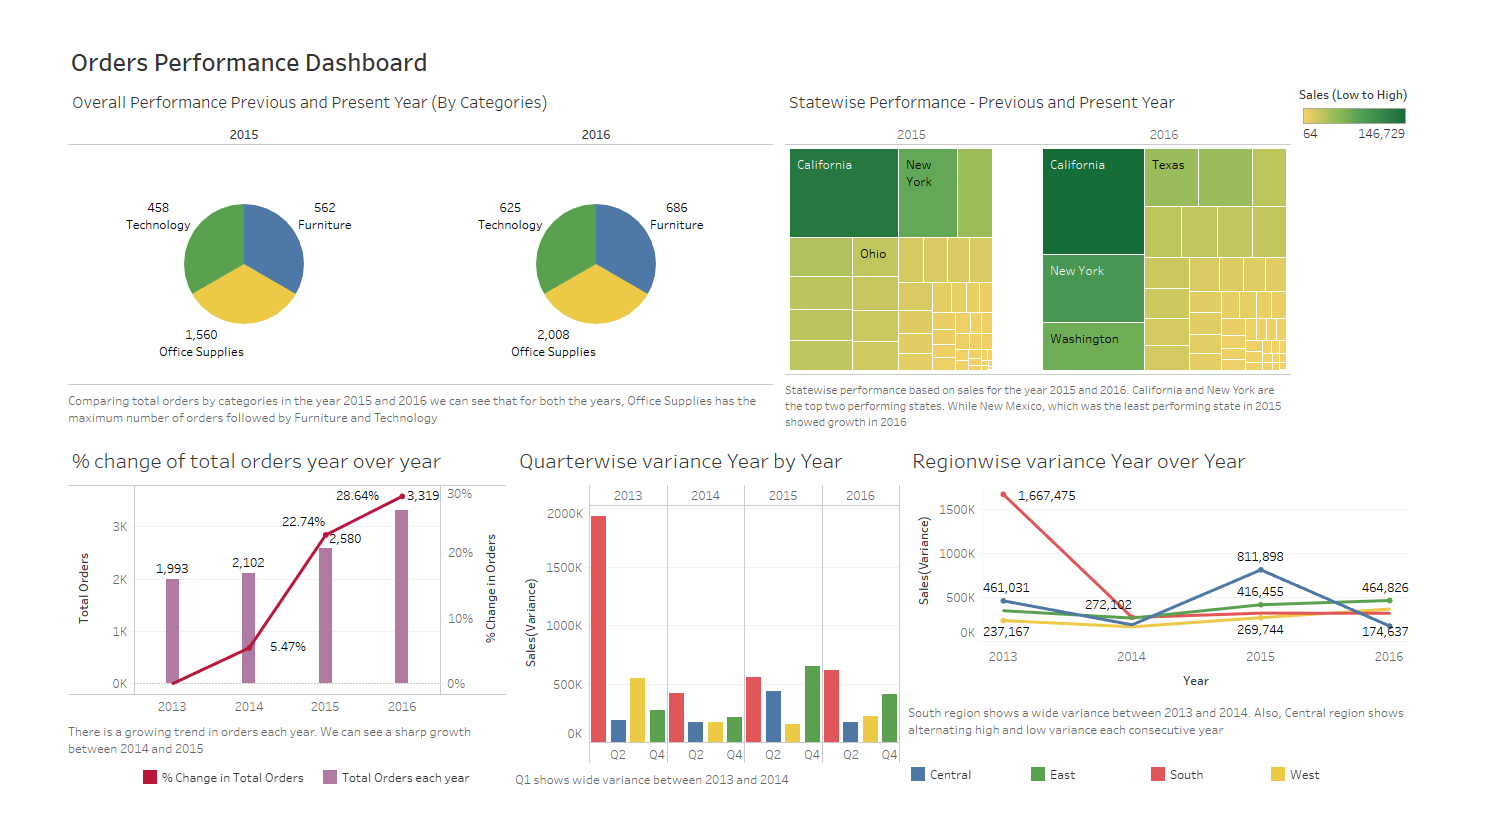 Orders Performance Dashboard
Overall Performance Previous and Present Year (By Categories)
2015
2016
458
Technology
562
Furniture
1,560
Office Supplies
625
Technology
686
Furniture
2,008
Office Supplies
Comparing total orders by categories in the year 2015 and 2016 we can see that for both the years, Office Supplies has the
maximum number of orders followed by Furniture and Technology
Statewise Performance - Previous and Present Year
2015
2016
California
New
York
Ohio
California
Texas
New York
Washington
Sales (Low to High)
64
146,729
Statewise performance based on sales for the year 2015 and 2016. California and New York are
the top two performing states. While New Mexico, which was the least performing state in 2015
showed growth in 2016
% change of total orders year over year
Total Orders
3K
2K
1K
0K
1,993
2,102
2,580
3,319
5.47%
22.74%
28.64%
30%
20%
10%
0%
% Change in Orders
2013
2014
2015
2016
There is a growing trend in orders each year. We can see a sharp growth
between 2014 and 2015
% Change in Total Orders
Total Orders each year
Quarterwise variance Year by Year
2013
2014
2015
2016
Sales(Variance)
2000K
1500K
1000K
500K
0K
Q2
Q4
Q2
Q4
Q2
Q4
Q2
Q4
Q1 shows wide variance between 2013 and 2014
Regionwise variance Year over Year
Sales(Variance)
1500K
1000K
500K
0K
1,667,475
461,031
237,167
272,102
811,898
416,455
269,744
464,826
174,637
2013
2014
2015
2016
Year
South region shows a wide variance between 2013 and 2014. Also, Central region shows
alternating high and low variance each consecutive year
Central
East
South
West